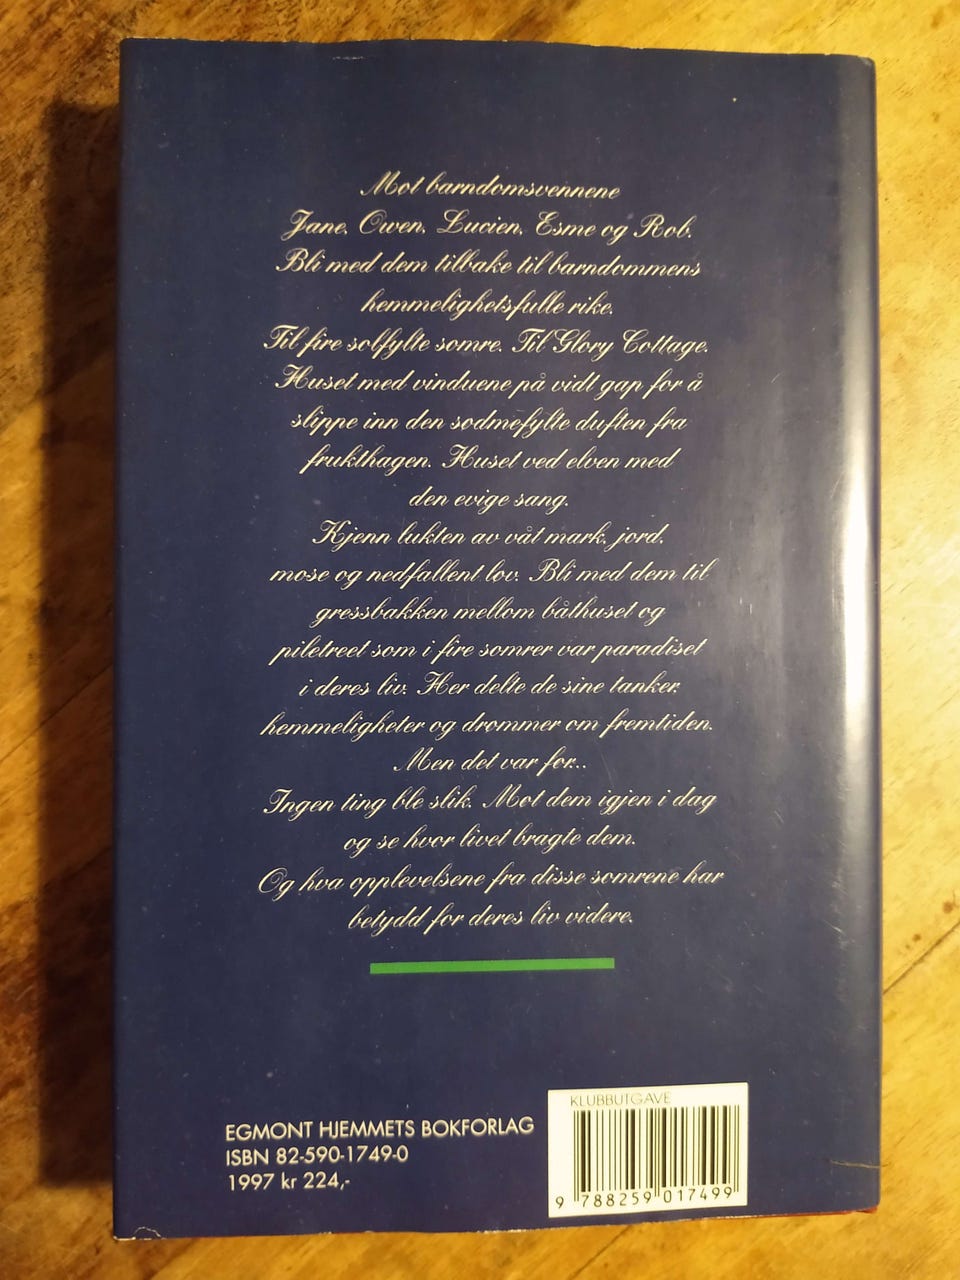 Møt barndomsvennene
Jane, Owen, Lucien, Esme og Rob.
Bli med dem tilbake til barndommens
hemmelighetsfulle rike.
Til fire solfylte somre. Til Glory Cottage.
Huset med vinduene på vidt gap for å
slippe inn den sødmefylte duften fra
frukthagen. Huset ved elven med
den evige sang.
Kjenn lukten av våt mark, jord,
mose og nedfallent løv. Bli med dem til
gressbakken mellom båthuset og
piletreet som i fire somrer var paradiset
i deres liv. Her delte de sine tanker,
hemmeligheter og drømmer om fremtiden.
Men det var før...
Ingen ting ble slik. Møt dem igjen i dag
og se hvor livet bragte dem.
Og hva opplevelsene fra disse somrene har
betydd for deres liv videre.
EGMONT HJEMMETS BOKFORLAG
ISBN 82-590-1749-0
1997 kr 224,-
KLUBBUTGAVE
9 788259 017499